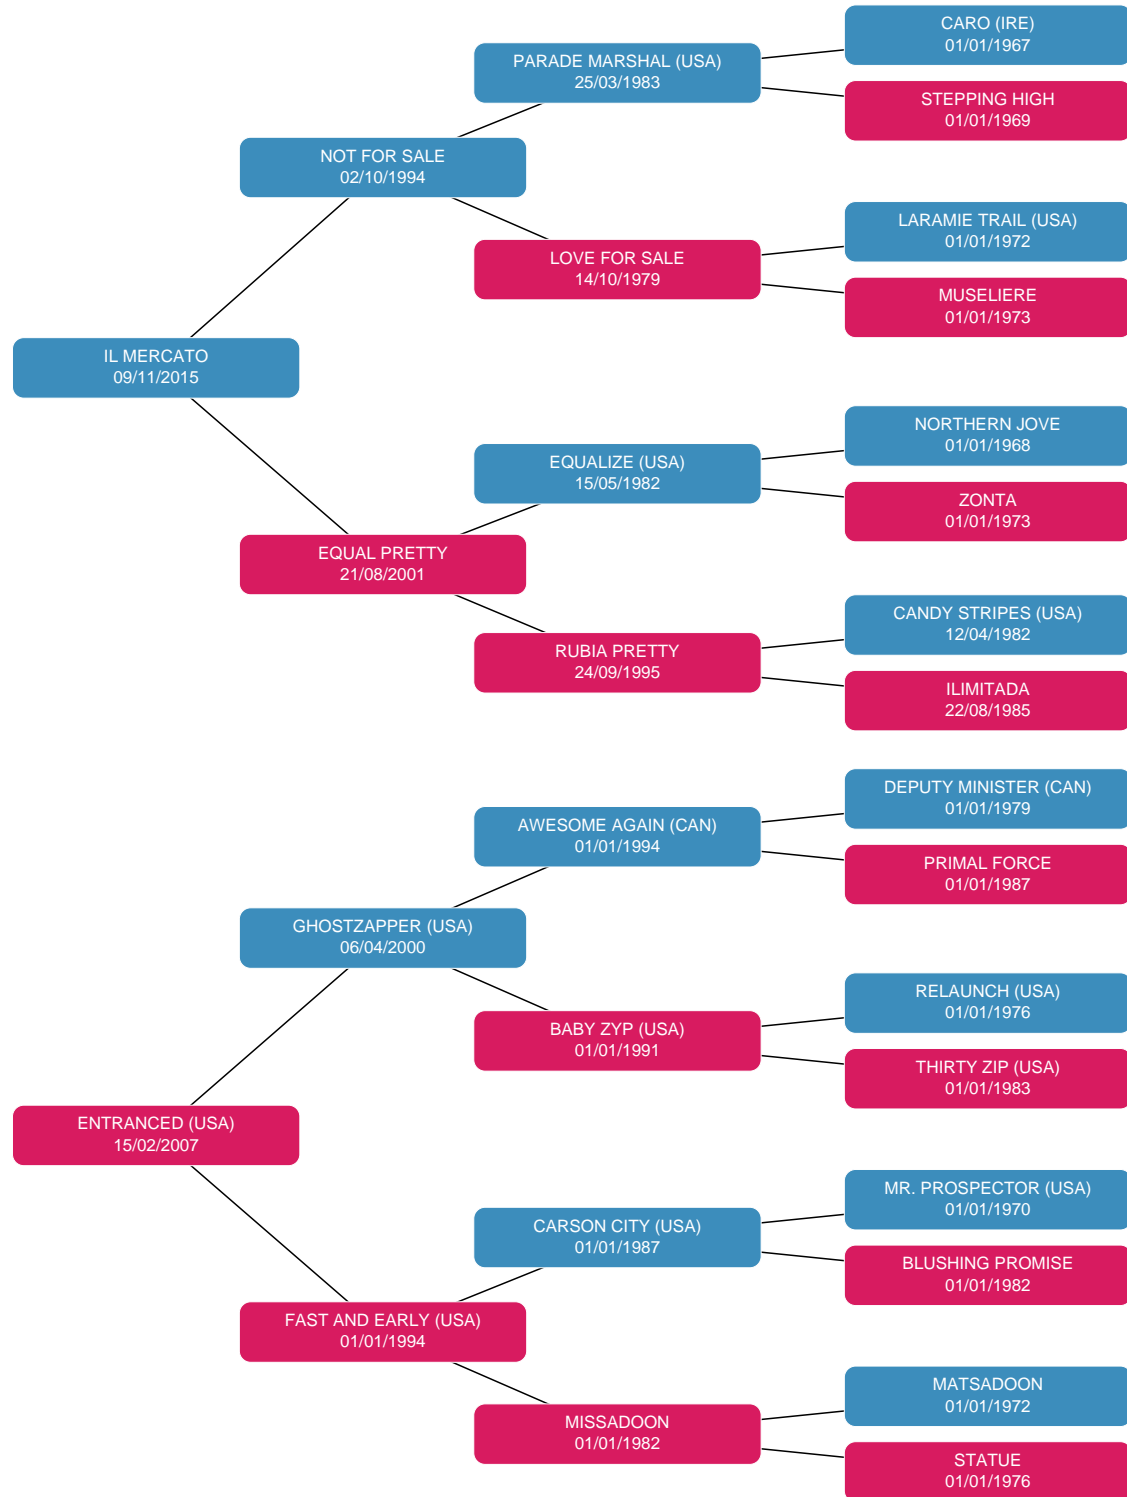 CARO (IRE)
01/01/1967
PARADE MARSHAL (USA)
25/03/1983
STEPPING HIGH
01/01/1969
NOT FOR SALE
02/10/1994
LARAMIE TRAIL (USA)
01/01/1972
LOVE FOR SALE
14/10/1979
MUSELIERE
01/01/1973
IL MERCATO
09/11/2015
NORTHERN JOVE
01/01/1968
EQUALIZE (USA)
15/05/1982
ZONTA
01/01/1973
EQUAL PRETTY
21/08/2001
CANDY STRIPES (USA)
12/04/1982
RUBIA PRETTY
24/09/1995
ILIMITADA
22/08/1985
DEPUTY MINISTER (CAN)
01/01/1979
AWESOME AGAIN (CAN)
01/01/1994
PRIMAL FORCE
01/01/1987
GHOSTZAPPER (USA)
06/04/2000
RELAUNCH (USA)
01/01/1976
BABY ZYP (USA)
01/01/1991
THIRTY ZIP (USA)
01/01/1983
ENTRANCED (USA)
15/02/2007
MR. PROSPECTOR (USA)
01/01/1970
CARSON CITY (USA)
01/01/1987
BLUSHING PROMISE
01/01/1982
FAST AND EARLY (USA)
01/01/1994
MATSADOON
01/01/1972
MISSADOON
01/01/1982
STATUE
01/01/1976